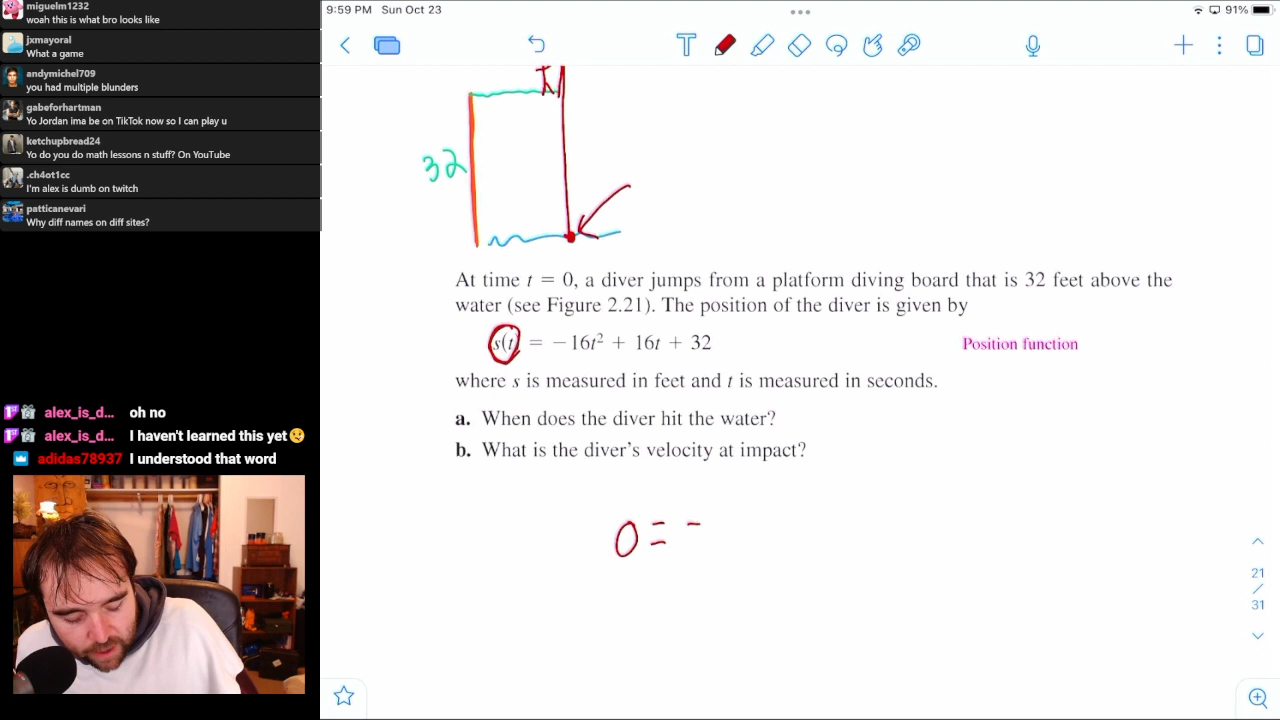 miguelm1232
woah this is what bro looks like
jxmayoral
What a game
andymichel709
you had multiple blunders
gabeforhartman
Yo Jordan ima be on TikTok now so I can play u
ketchupbread24
Yo do you do math lessons n stuff? On YouTube
.ch4ot1cc
I'm alex is dumb on twitch
patticanevari
Why diff names on diff sites?
alex_is_d... oh no
alex_is_d... I haven't learned this yet😉
adidas78937 I understood that word
9:59 PM Sun Oct 23
91%
T
32
At time t = 0, a diver jumps from a platform diving board that is 32 feet above the
water (see Figure 2.21). The position of the diver is given by
s(t) = −16t² + 16t + 32
Position function
where s is measured in feet and t is measured in seconds.
a. When does the diver hit the water?
b. What is the diver's velocity at impact?
0 = -
21
/
31